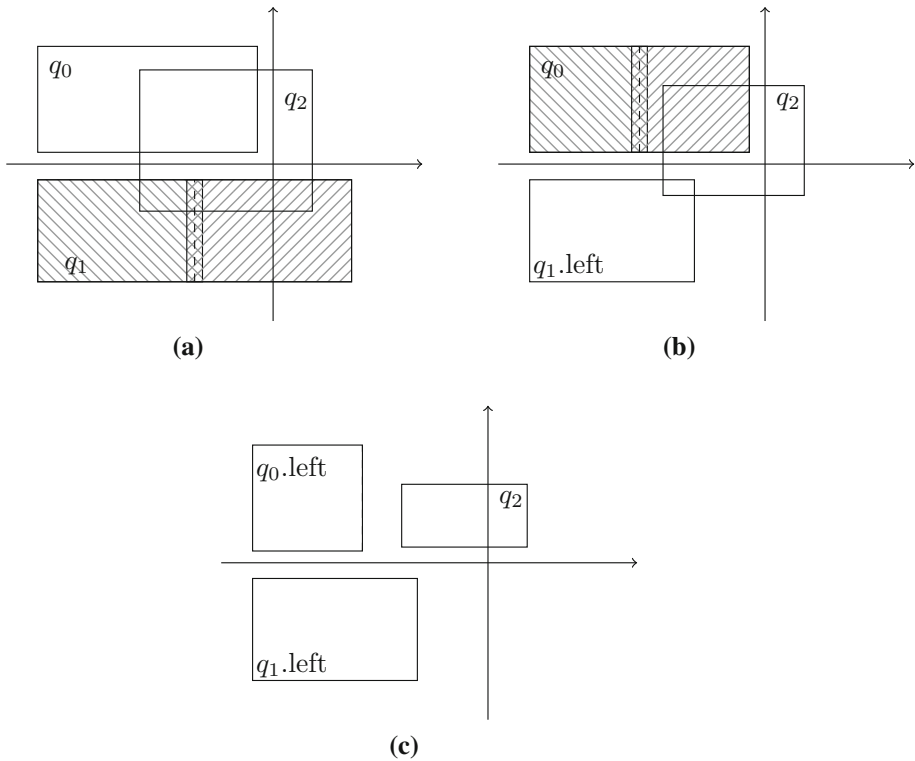 q₀
q₂
q₁
(a)
q₀
q₂
q₁.left
(b)
q₀.left
q₂
q₁.left
(c)